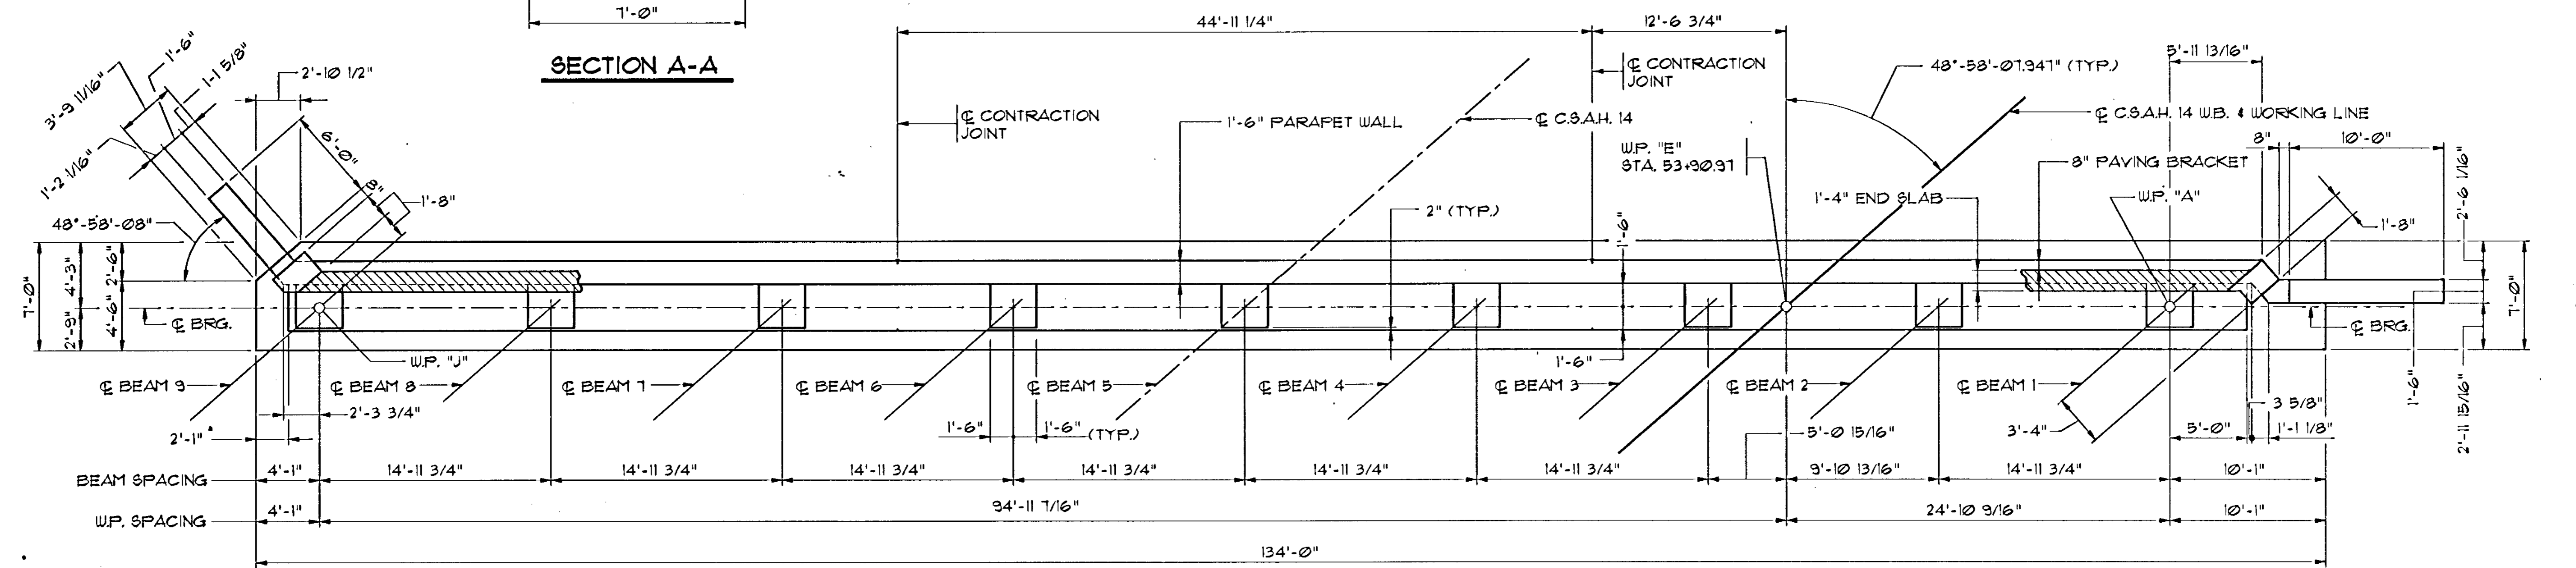 7'-0"
SECTION A-A
44'-11 1/4"
12'-6 3/4"
5'-11 13/16"
3'-9 11/16"
1'-6"
1-1 5/8"
2'-10 1/2"
1'-2 1/16"
6'-0"
8"
1'-8"
48°-58'-08"
℄ CONTRACTION
JOINT
1'-6" PARAPET WALL
℄ C.S.A.H. 14
℄ CONTRACTION
JOINT
48°-58'-07.947" (TYP.)
℄ C.S.A.H. 14 W.B. & WORKING LINE
W.P. "E"
STA. 53+90.97
8" PAVING BRACKET
1'-4" END SLAB
W.P. "A"
8"
10'-0"
2'-6 1/16"
1'-8"
2" (TYP.)
1'-6"
7'-0"
4'-3"
2'-6"
2'-9"
4'-6"
℄ BRG.
W.P. "J"
℄ BRG.
7'-0"
1'-6"
2'-11 15/16"
1'-6"
℄ BEAM 9
℄ BEAM 8
℄ BEAM 7
℄ BEAM 6
℄ BEAM 5
℄ BEAM 4
℄ BEAM 3
℄ BEAM 2
℄ BEAM 1
2'-3 3/4"
2'-1"
1'-6"
1'-6" (TYP.)
5'-0 15/16"
3'-4"
5'-0"
3 5/8"
1'-1 1/8"
BEAM SPACING
4'-1"
14'-11 3/4"
14'-11 3/4"
14'-11 3/4"
14'-11 3/4"
14'-11 3/4"
14'-11 3/4"
9'-10 13/16"
14'-11 3/4"
10'-1"
W.P. SPACING
4'-1"
94'-11 7/16"
24'-10 9/16"
10'-1"
134'-0"